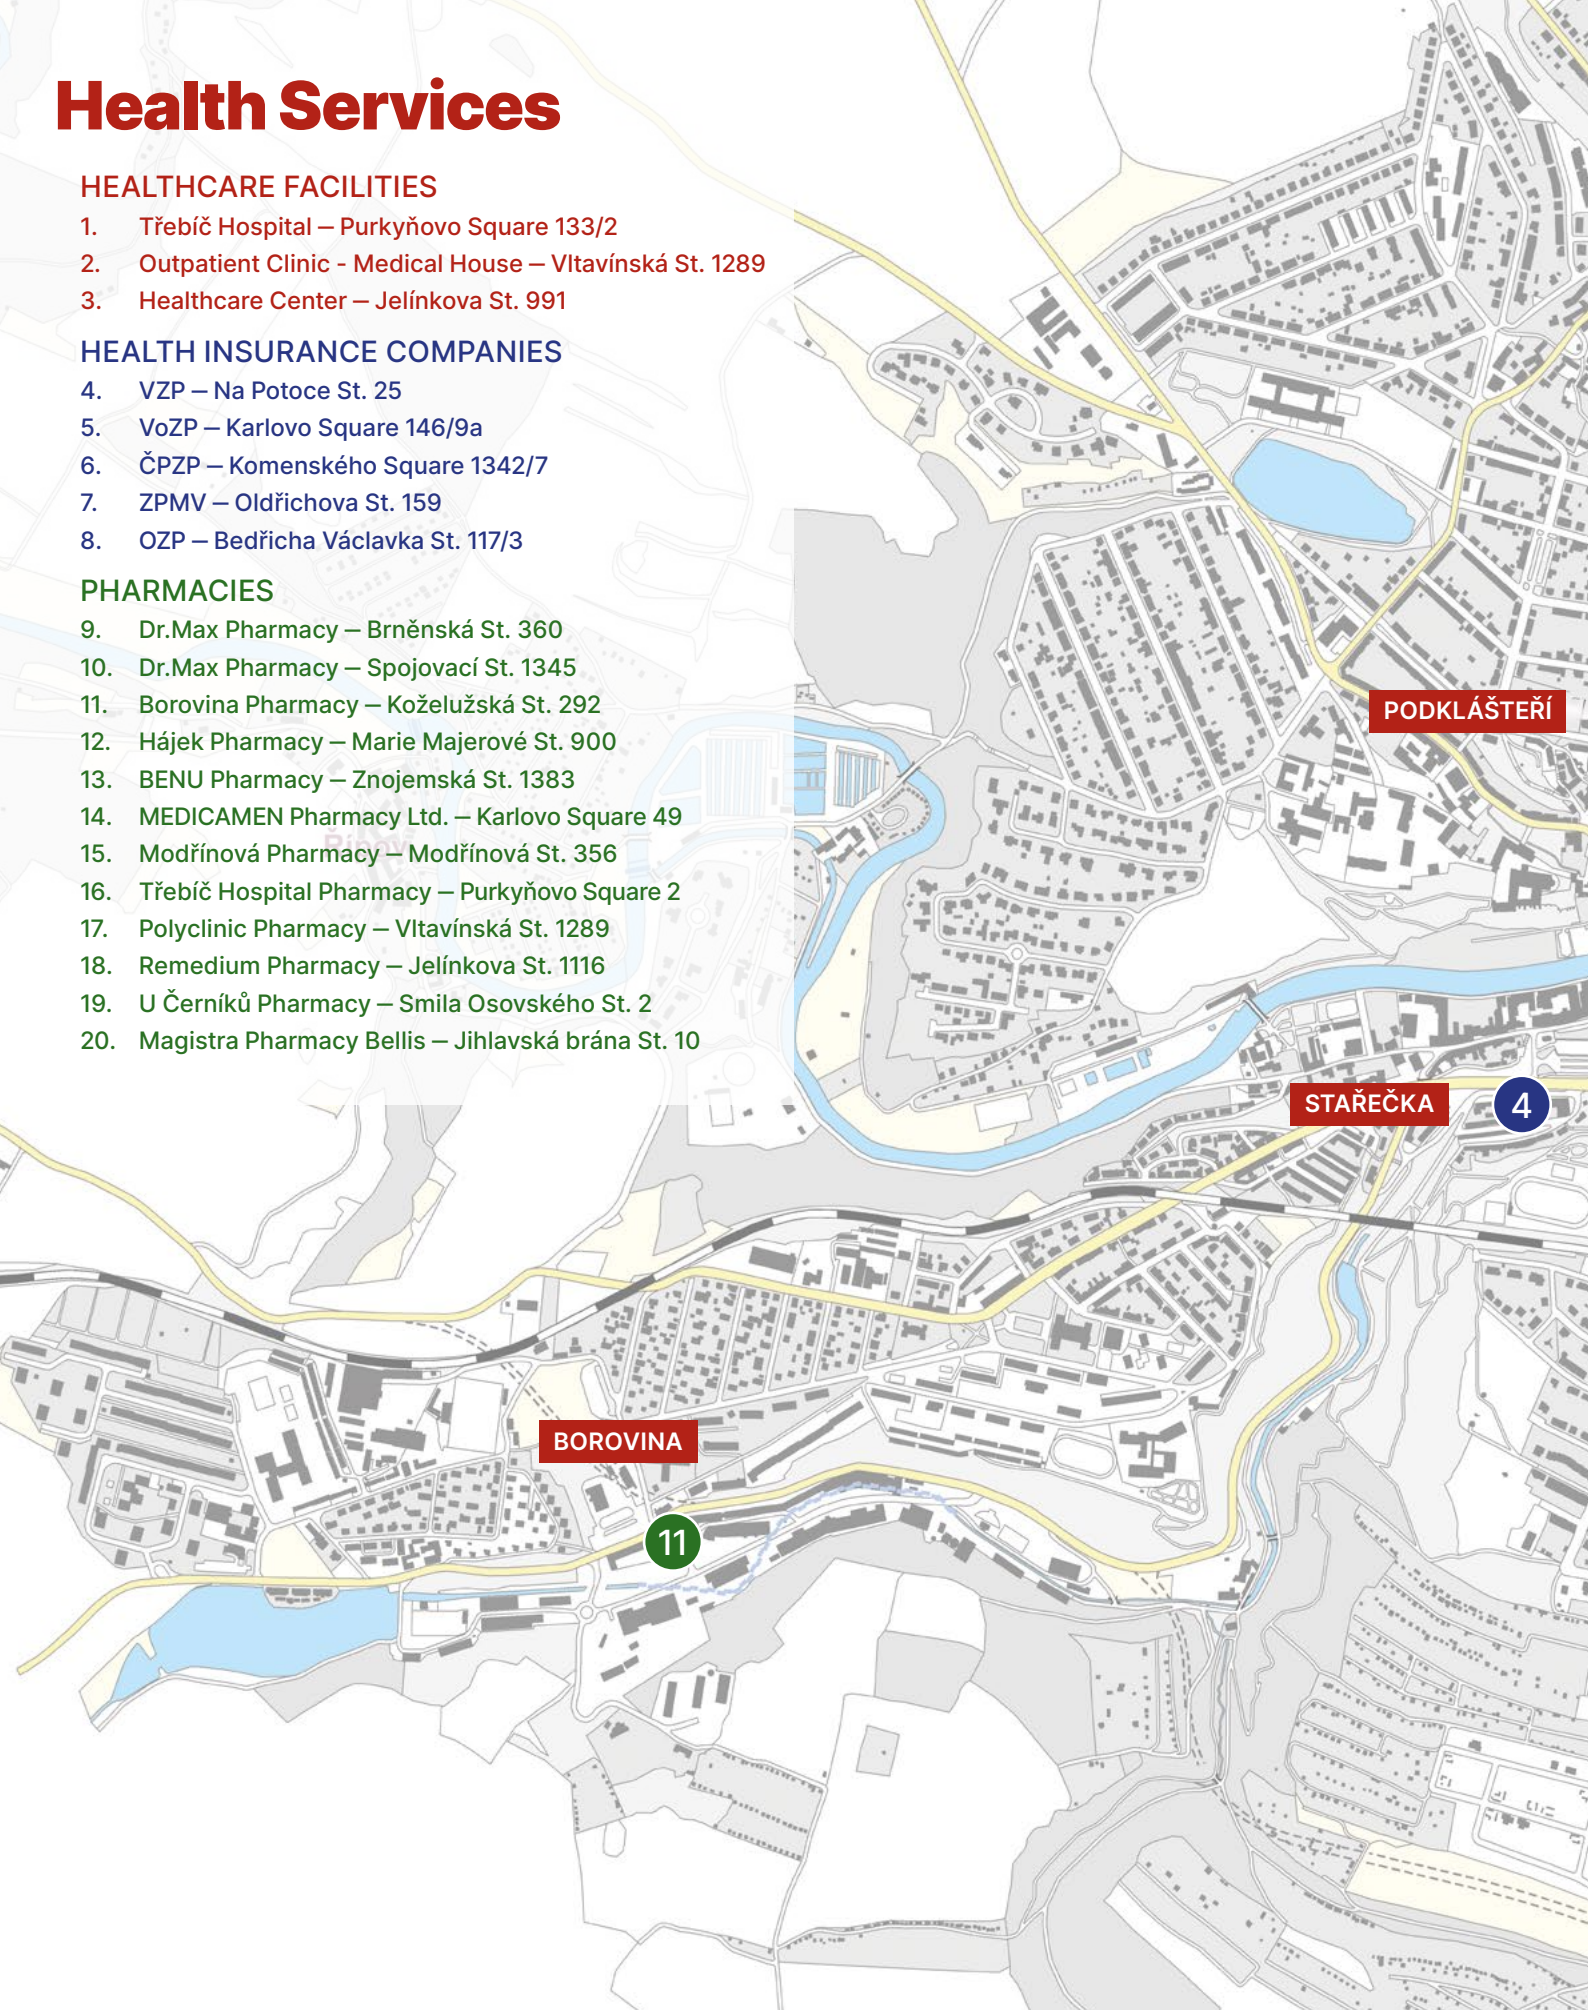 Health Services
HEALTHCARE FACILITIES
1. Třebíč Hospital – Purkyňovo Square 133/2
2. Outpatient Clinic - Medical House – Vltavínská St. 1289
3. Healthcare Center – Jelínkova St. 991
HEALTH INSURANCE COMPANIES
4. VZP – Na Potoce St. 25
5. VoZP – Karlovo Square 146/9a
6. ČPZP – Komenského Square 1342/7
7. ZPMV – Oldřichova St. 159
8. OZP – Bedřicha Václavka St. 117/3
PHARMACIES
9. Dr.Max Pharmacy – Brněnská St. 360
10. Dr.Max Pharmacy – Spojovací St. 1345
11. Borovina Pharmacy – Koželužská St. 292
12. Hájek Pharmacy – Marie Majerové St. 900
13. BENU Pharmacy – Znojemská St. 1383
14. MEDICAMEN Pharmacy Ltd. – Karlovo Square 49
15. Modřínová Pharmacy – Modřínová St. 356
16. Třebíč Hospital Pharmacy – Purkyňovo Square 2
17. Polyclinic Pharmacy – Vltavínská St. 1289
18. Remedium Pharmacy – Jelínkova St. 1116
19. U Černíků Pharmacy – Smila Osovského St. 2
20. Magistra Pharmacy Bellis – Jihlavská brána St. 10
PODKLÁŠTEŘÍ
STAŘEČKA
4
BOROVINA
11